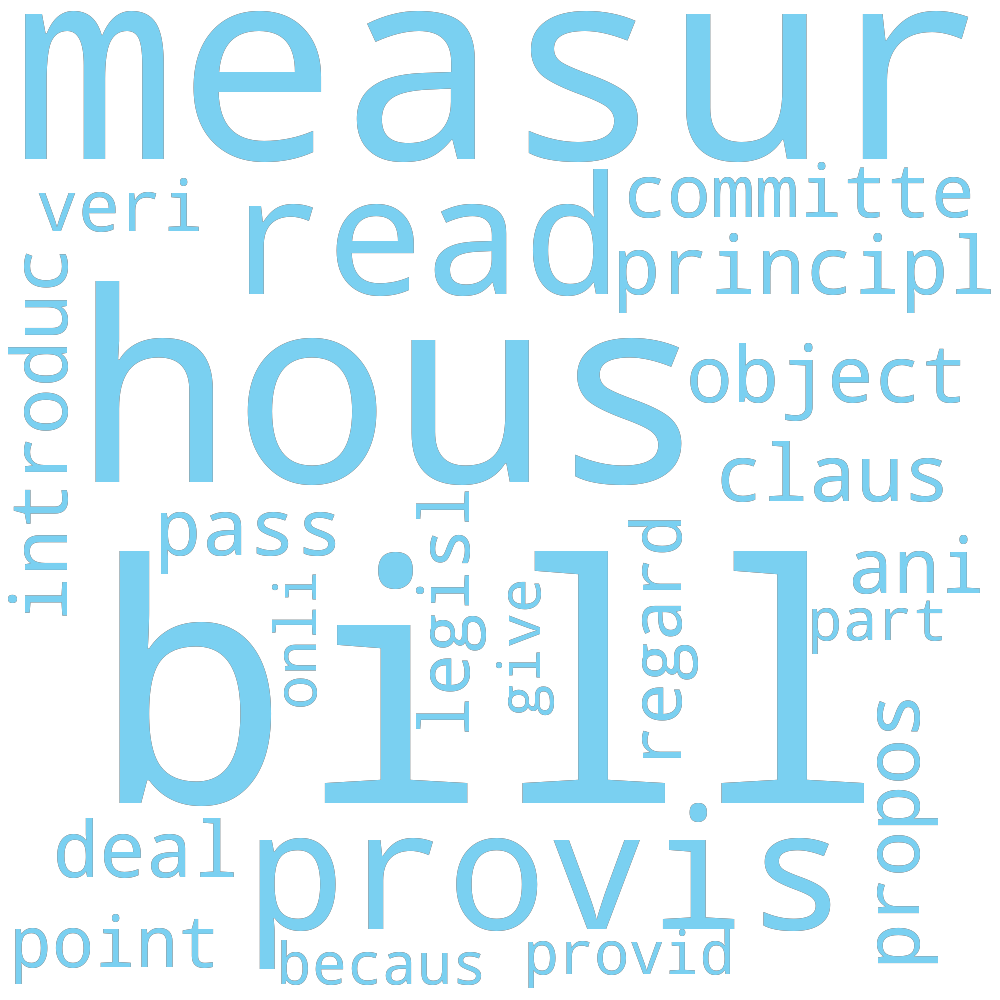 measur
veri
read
committe
principl
introduc
hous
object
claus
pass
legisl
regard
ani
onli
give
part
bill
propos
deal
provis
point
becaus
provid